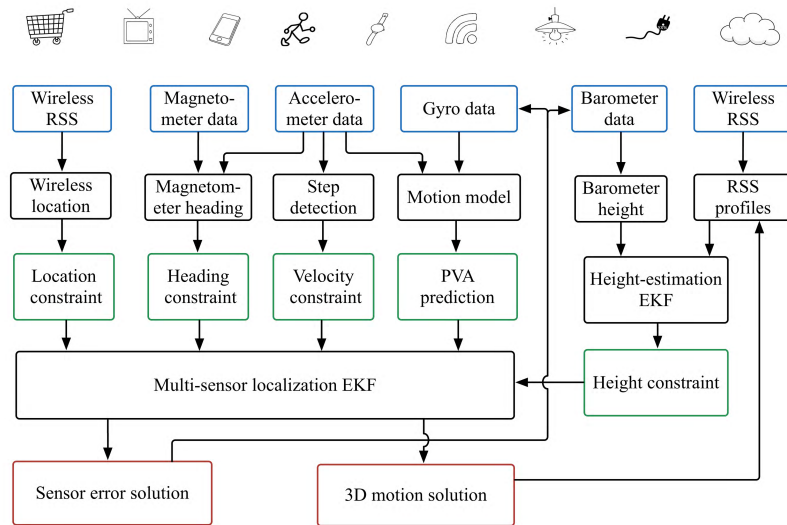 Wireless
RSS
Magneto-
meter data
Accelero-
meter data
Gyro data
Barometer
data
Wireless
RSS
Wireless
location
Magnetom-
eter heading
Step
detection
Motion model
Barometer
height
RSS
profiles
Location
constraint
Heading
constraint
Velocity
constraint
PVA
prediction
Height-estimation
EKF
Multi-sensor localization EKF
Height constraint
Sensor error solution
3D motion solution